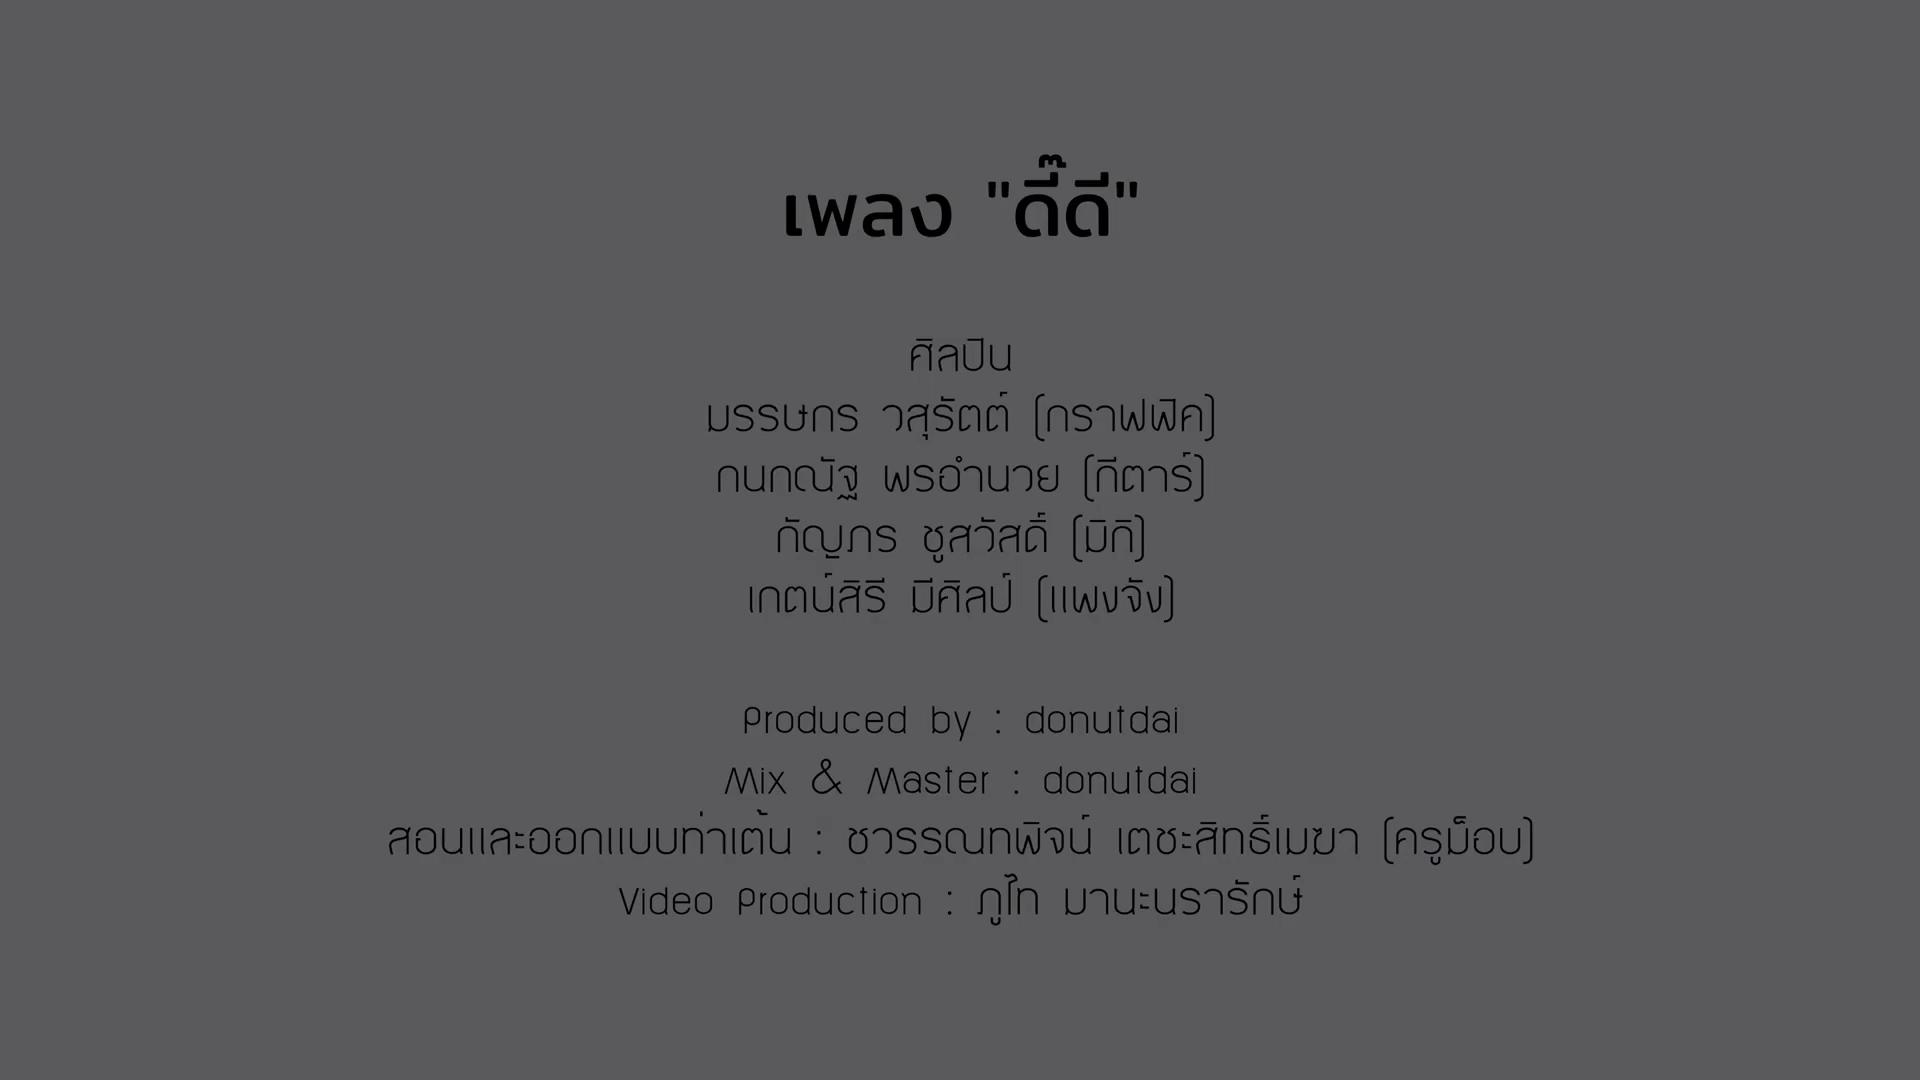 เพลง "ดี๊ดี"
ศิลปิน
มรรษกร วสุรัตต์ (กราฟฟิค)
กนกณัฐ พรอำนวย (กีตาร์)
กัญภร ชูสวัสดิ์ (มิกิ)
เกตน์สิรี มีศิลป์ (แพงจัง)
Produced by : donutdai
Mix & Master : donutdai
สอนและออกแบบท่าเต้น : ชวรรณทพิจน์ เตชะสิทธิ์เมฆา (ครูม็อบ)
Video Production : ภูไท มานะนรารักษ์